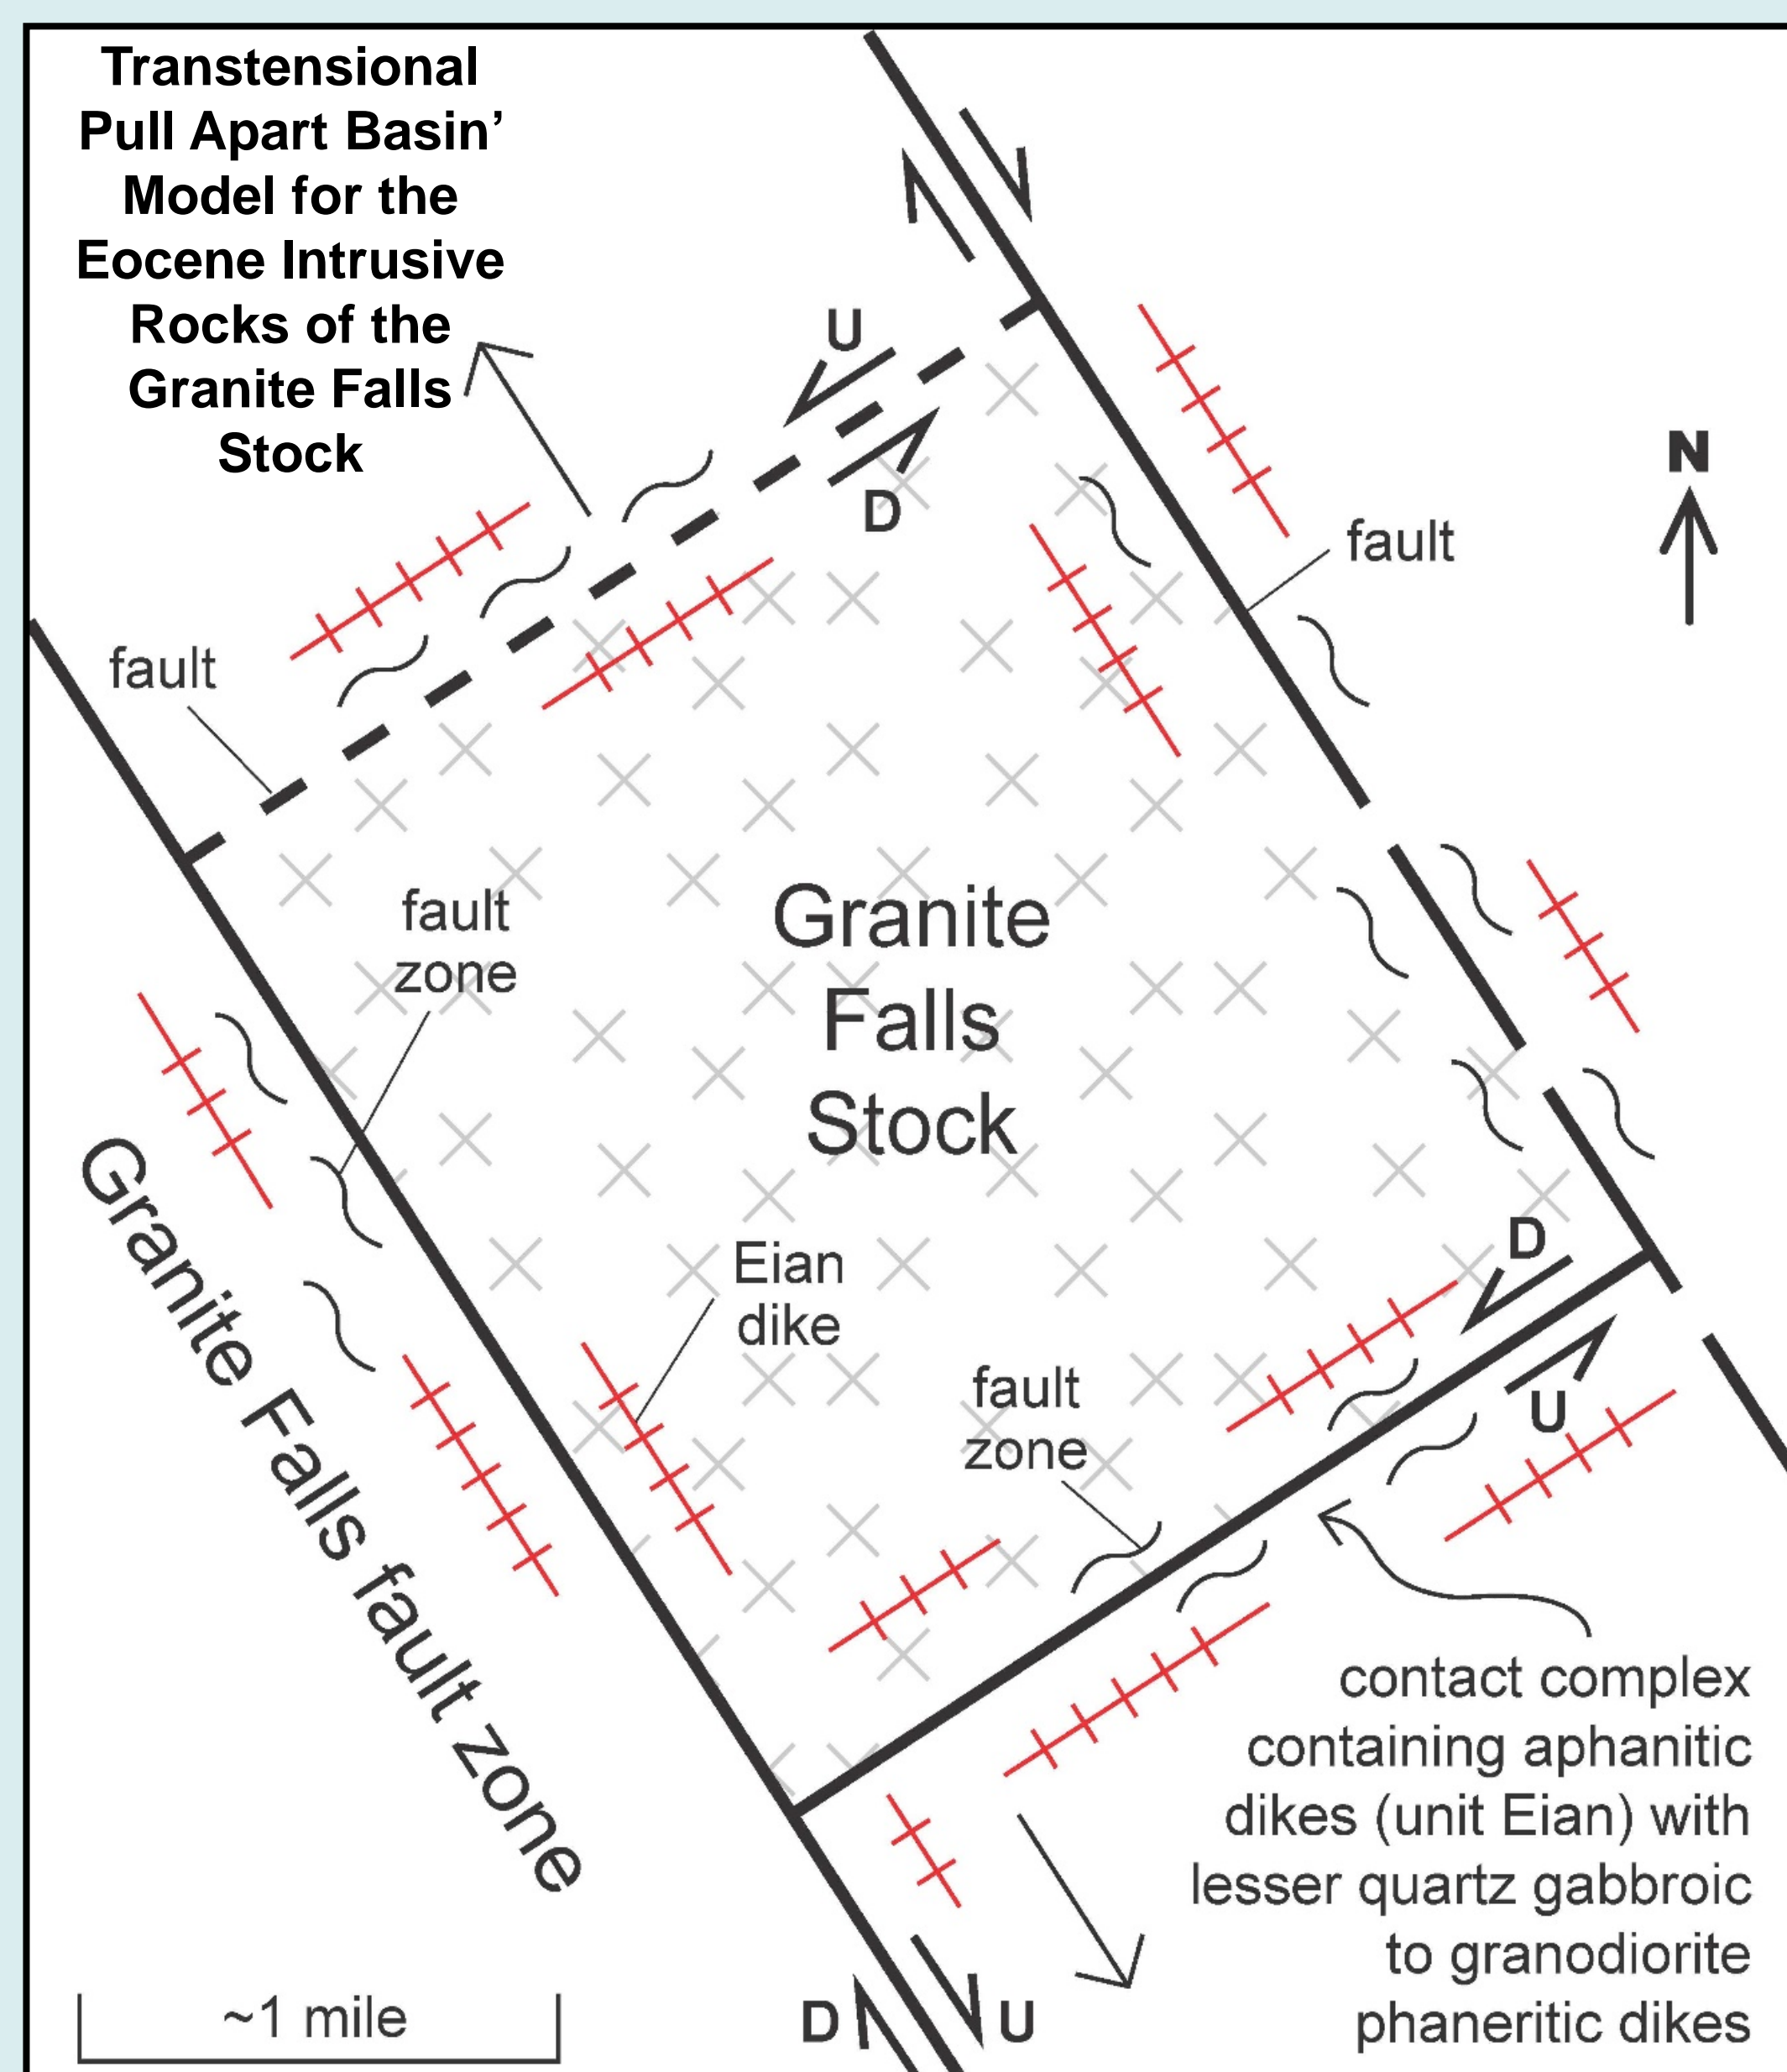 Transtensional
Pull Apart Basin’
Model for the
Eocene Intrusive
Rocks of the
Granite Falls
Stock
U
D
N
fault
fault
fault
zone
Granite
Falls
Stock
D
U
Eian
dike
fault
zone
Granite Falls fault zone
contact complex
containing aphanitic
dikes (unit Eian) with
lesser quartz gabbroic
to granodiorite
phaneritic dikes
~1 mile
D
U